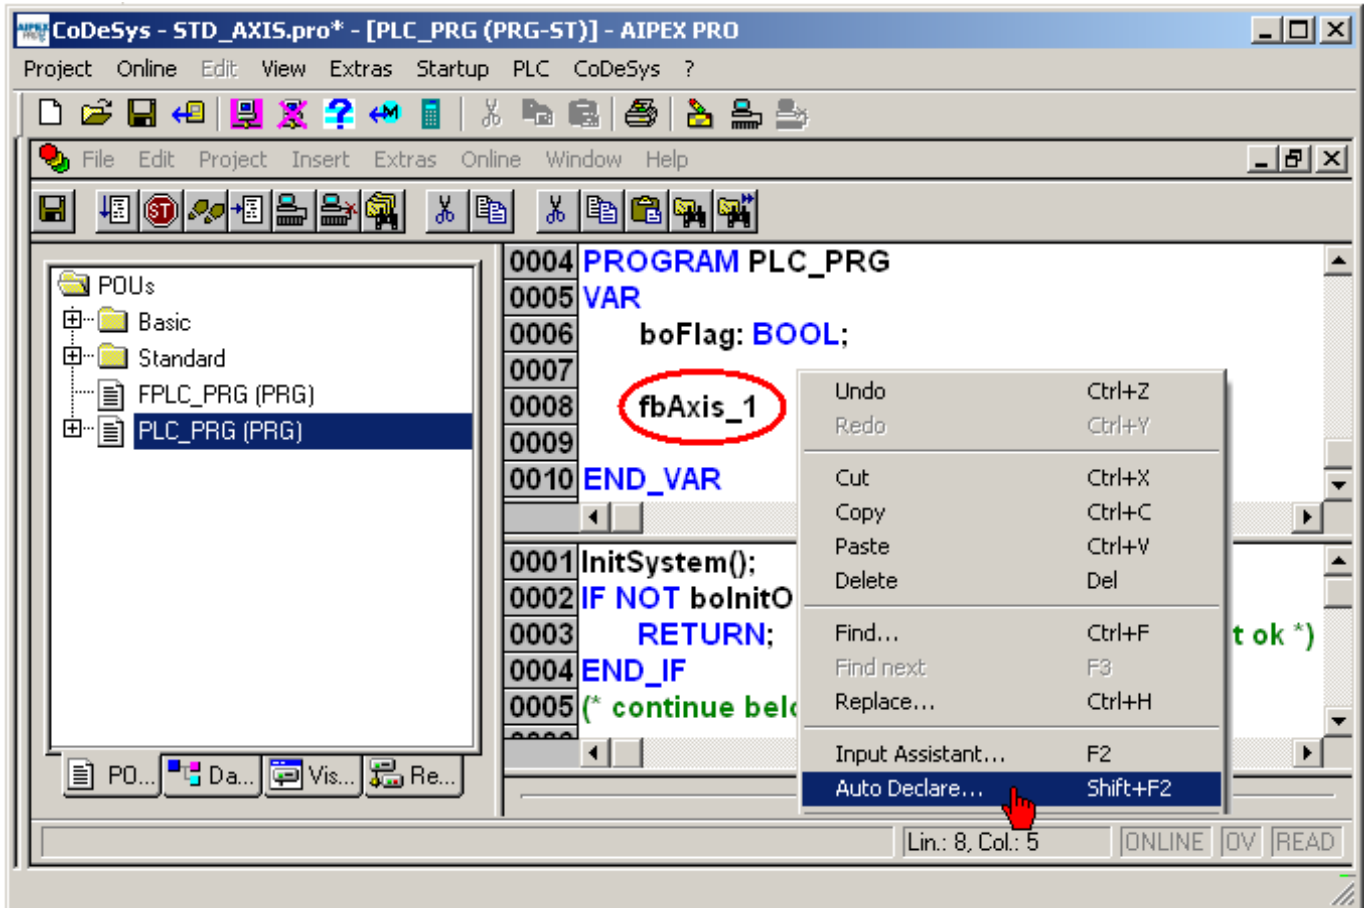 CoDeSys - STD_AXIS.pro* - [PLC_PRG (PRG-ST)] - AIPEX PRO
Project Online Edit View Extras Startup PLC CoDeSys ?
File Edit Project Insert Extras Online Window Help
POUs
Basic
Standard
FPLC_PRG (PRG)
PLC_PRG (PRG)
PO... Da... Vis... Re...
0004 PROGRAM PLC_PRG
0005 VAR
0006 boFlag: BOOL;
0007
0008 fbAxis_1
0009
0010 END_VAR
0001 InitSystem();
0002 IF NOT boInitO
0003 RETURN; t ok *)
0004 END_IF
0005 (* continue belo
Undo Ctrl+Z
Redo Ctrl+Y
Cut Ctrl+X
Copy Ctrl+C
Paste Ctrl+V
Delete Del
Find... Ctrl+F
Find next F3
Replace... Ctrl+H
Input Assistant... F2
Auto Declare... Shift+F2
Lin.: 8, Col.: 5 ONLINE OV READ